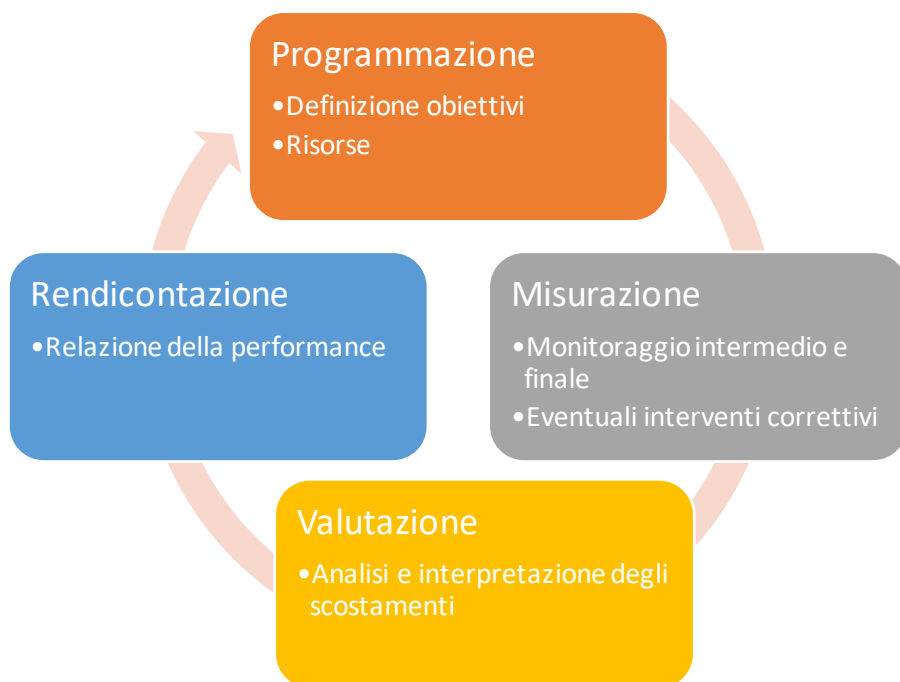 Programmazione
•Definizione obiettivi
•Risorse
Rendicontazione
•Relazione della performance
Misurazione
•Monitoraggio intermedio e
finale
•Eventuali interventi correttivi
Valutazione
•Analisi e interpretazione degli
scostamenti